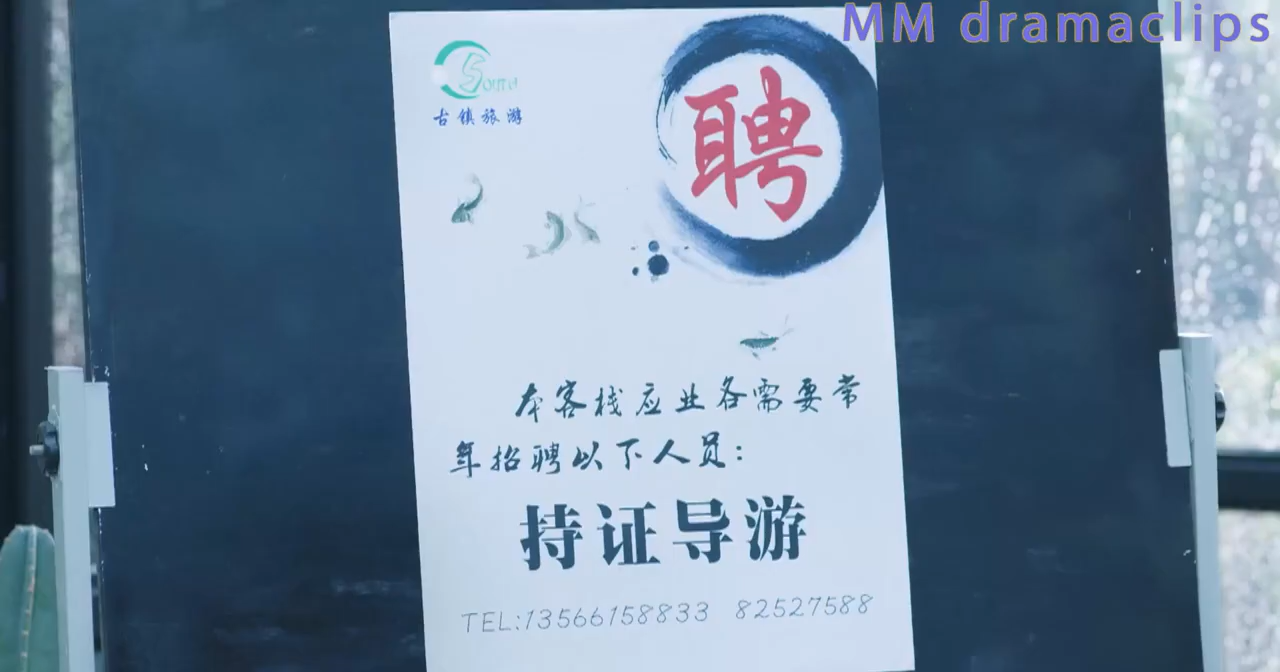 MM dramaclips
古镇旅游
聘
本客栈应业各需要常
年招聘以下人员：
持证导游
TEL:13566158833 82527588